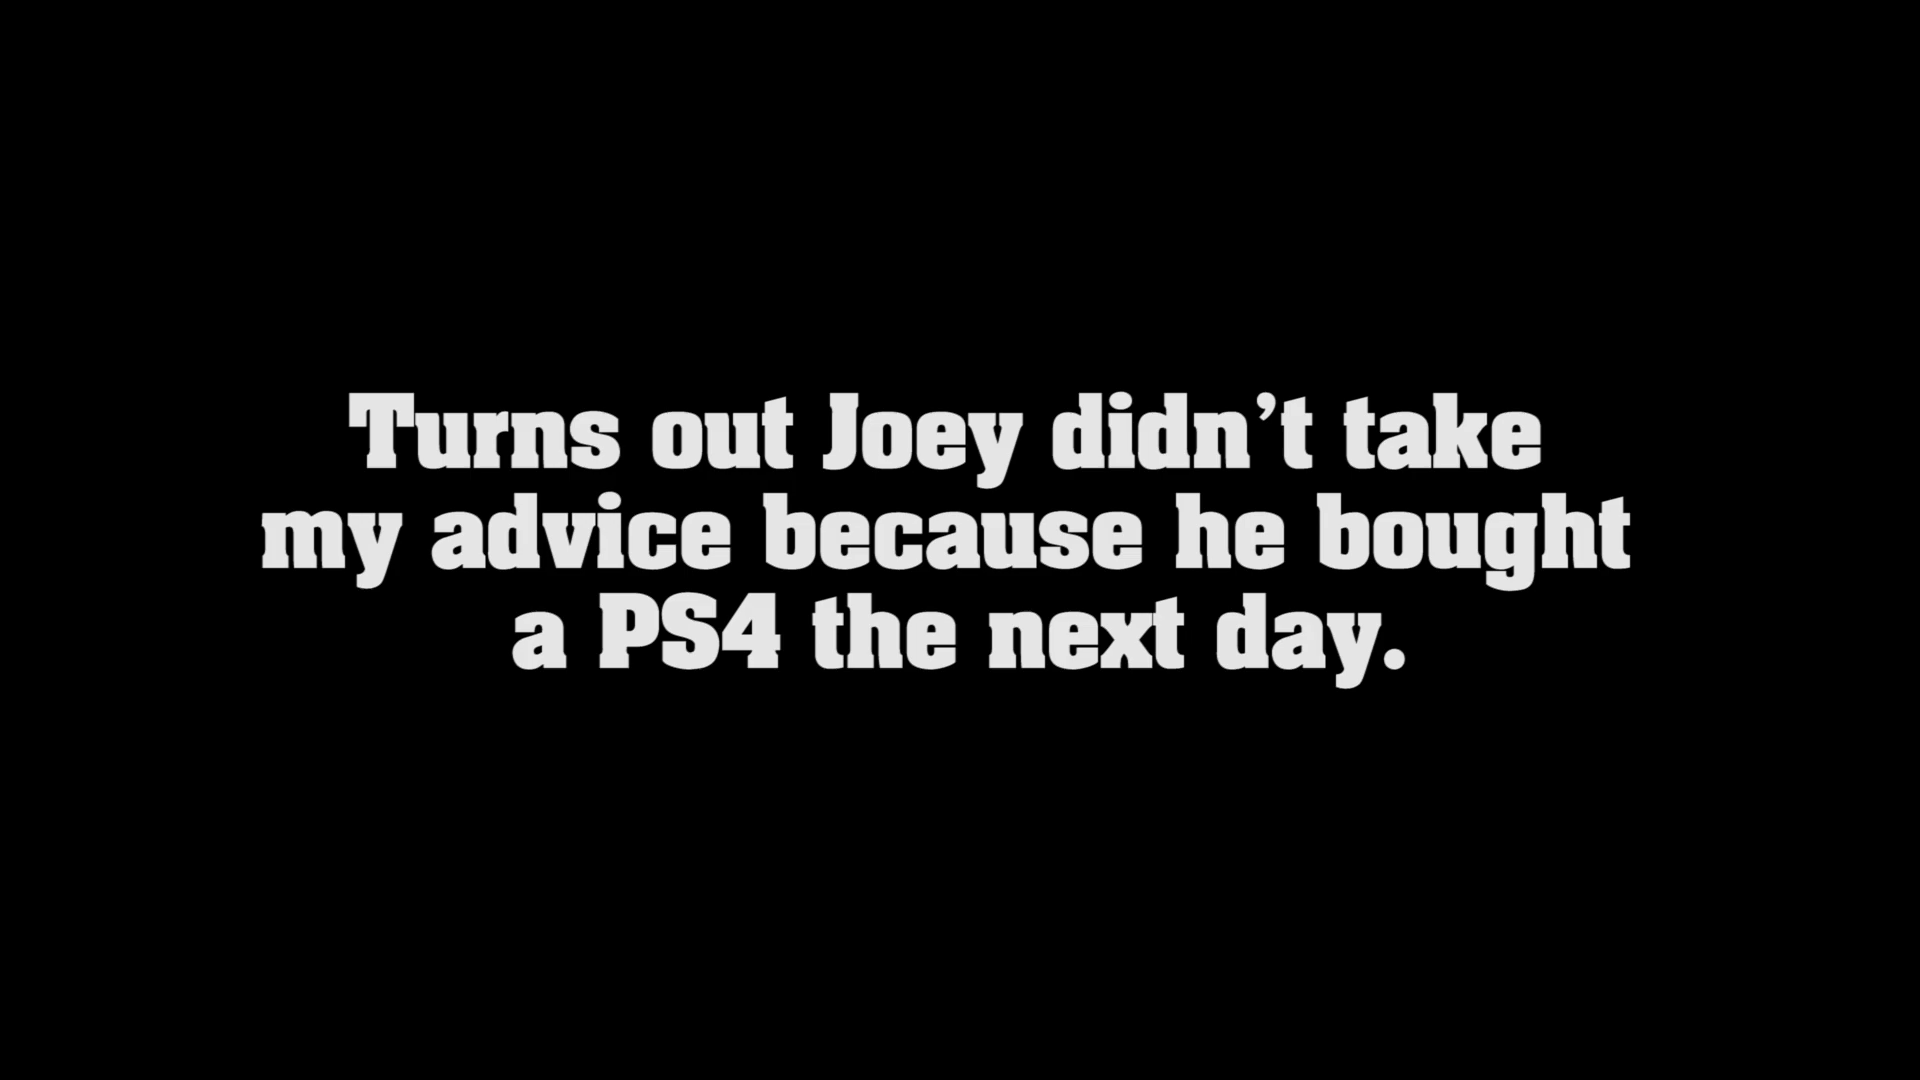 Turns out Joey didn’t take
my advice because he bought
a PS4 the next day.